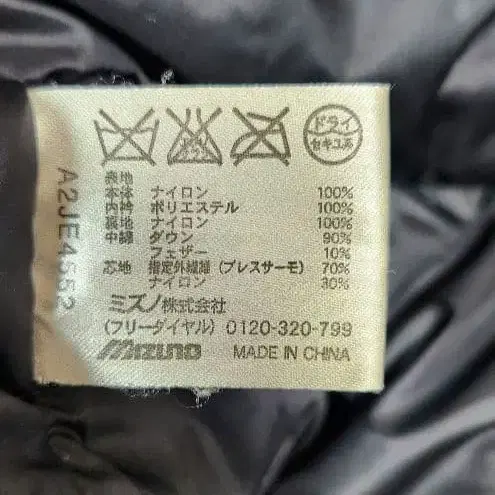 ドライ
セキユ系
表地
本体 ナイロン 100%
内衿 ポリエステル 100%
裏地 ナイロン 100%
中綿 ダウン 90%
フェザー 10%
芯地 指定外繊維 (ブレスサーモ) 70%
ナイロン 30%
ミズノ株式会社
(フリーダイヤル) 0120-320-799
MIZUNO MADE IN CHINA
A2JE4552